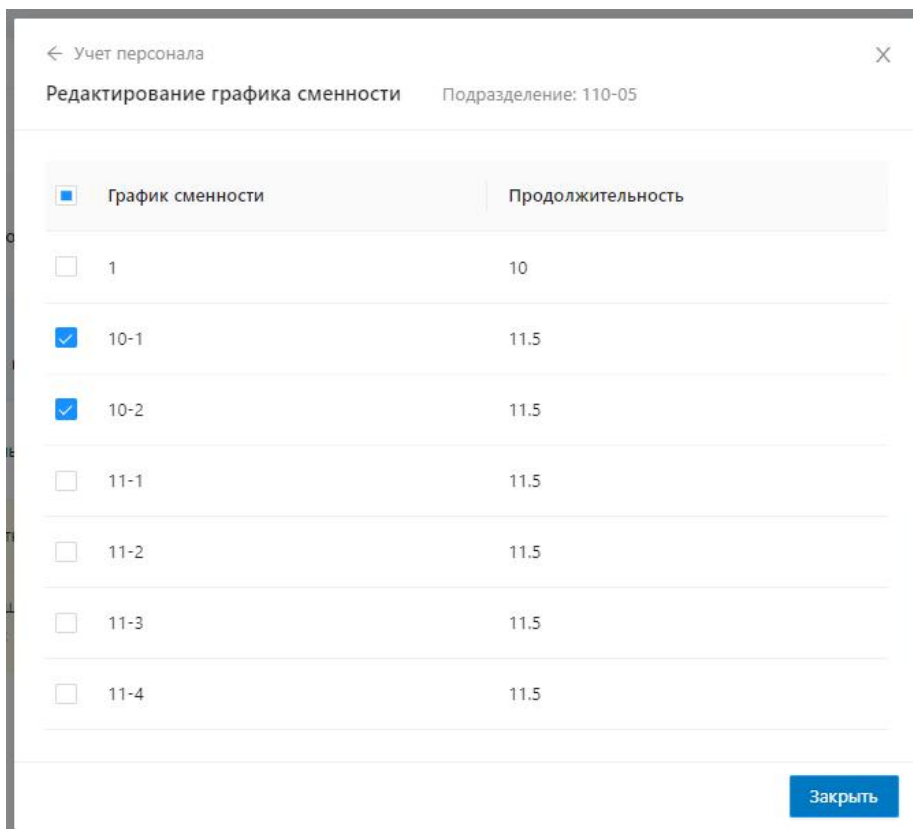 ← Учет персонала
Редактирование графика сменности Подразделение: 110-05
График сменности Продолжительность
1 10
10-1 11.5
10-2 11.5
11-1 11.5
11-2 11.5
11-3 11.5
11-4 11.5
Закрыть